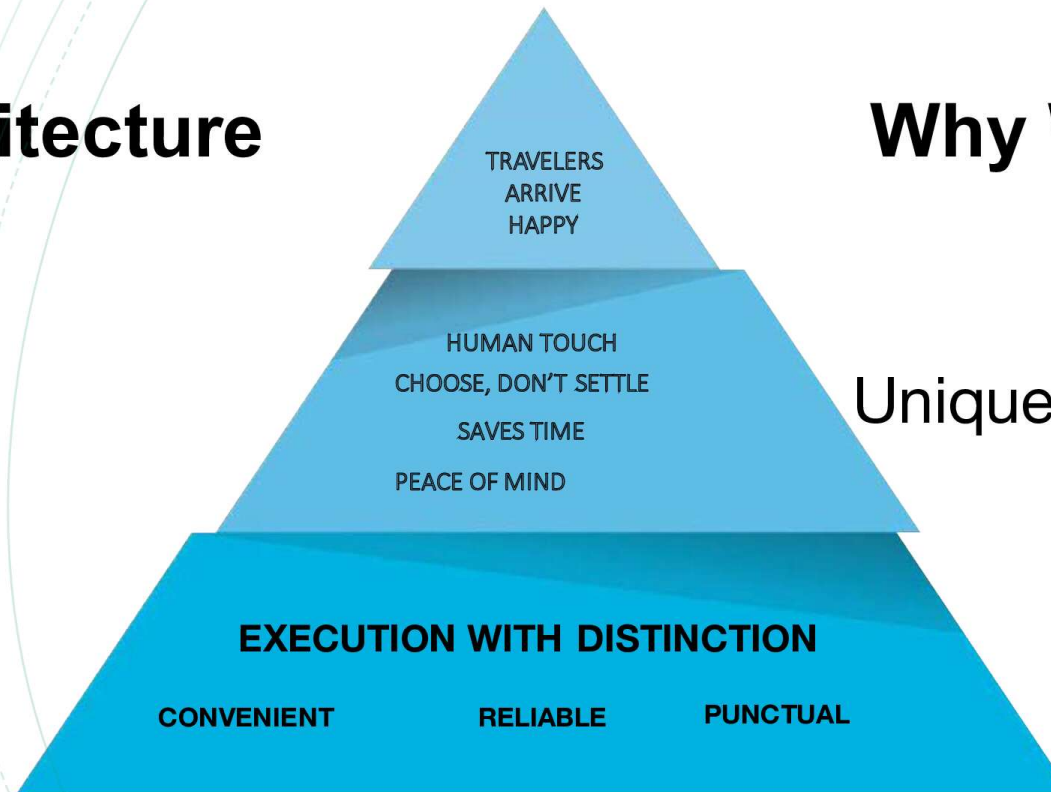 itecture
Why
TRAVELERS
ARRIVE
HAPPY
HUMAN TOUCH
CHOOSE, DON'T SETTLE
Unique
SAVES TIME
PEACE OF MIND
EXECUTION WITH DISTINCTION
CONVENIENT RELIABLE PUNCTUAL